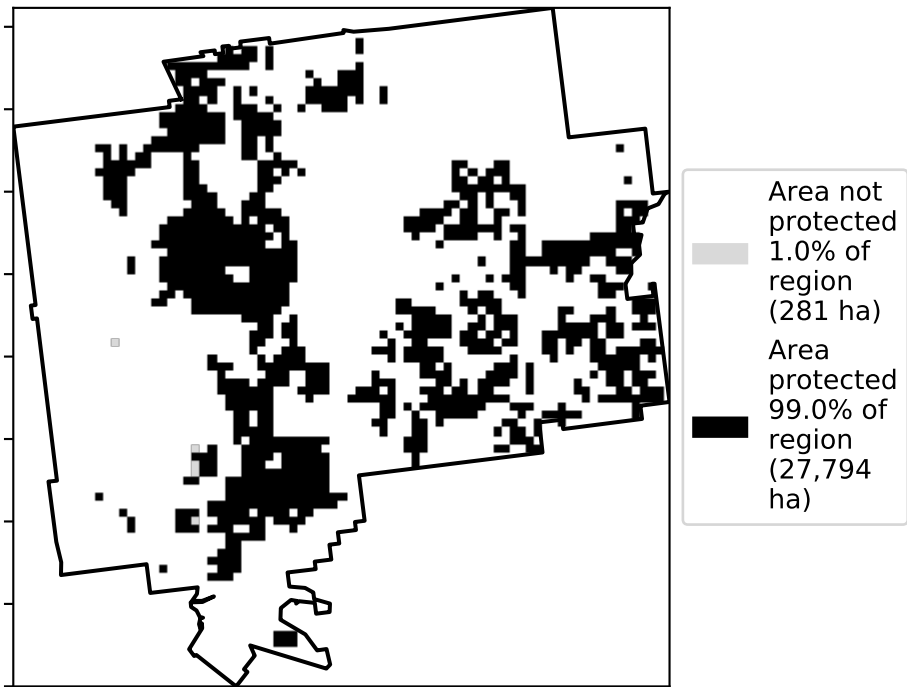 Area not
protected
1.0% of
region
(281 ha)
Area
protected
99.0% of
region
(27,794
ha)